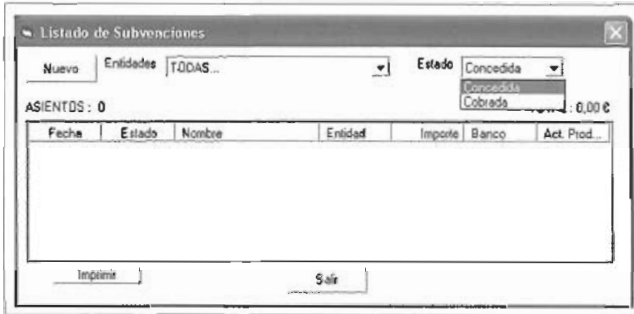 Listado de Subvenciones
Nuevo Entidades TODAS... Estado Concedida
Concedida
Cobrada
ASIENTOS : 0 : 0,00 €
Fecha Estado Nombre Entidad Importe Banco Act. Prod...
Imprimir Salir